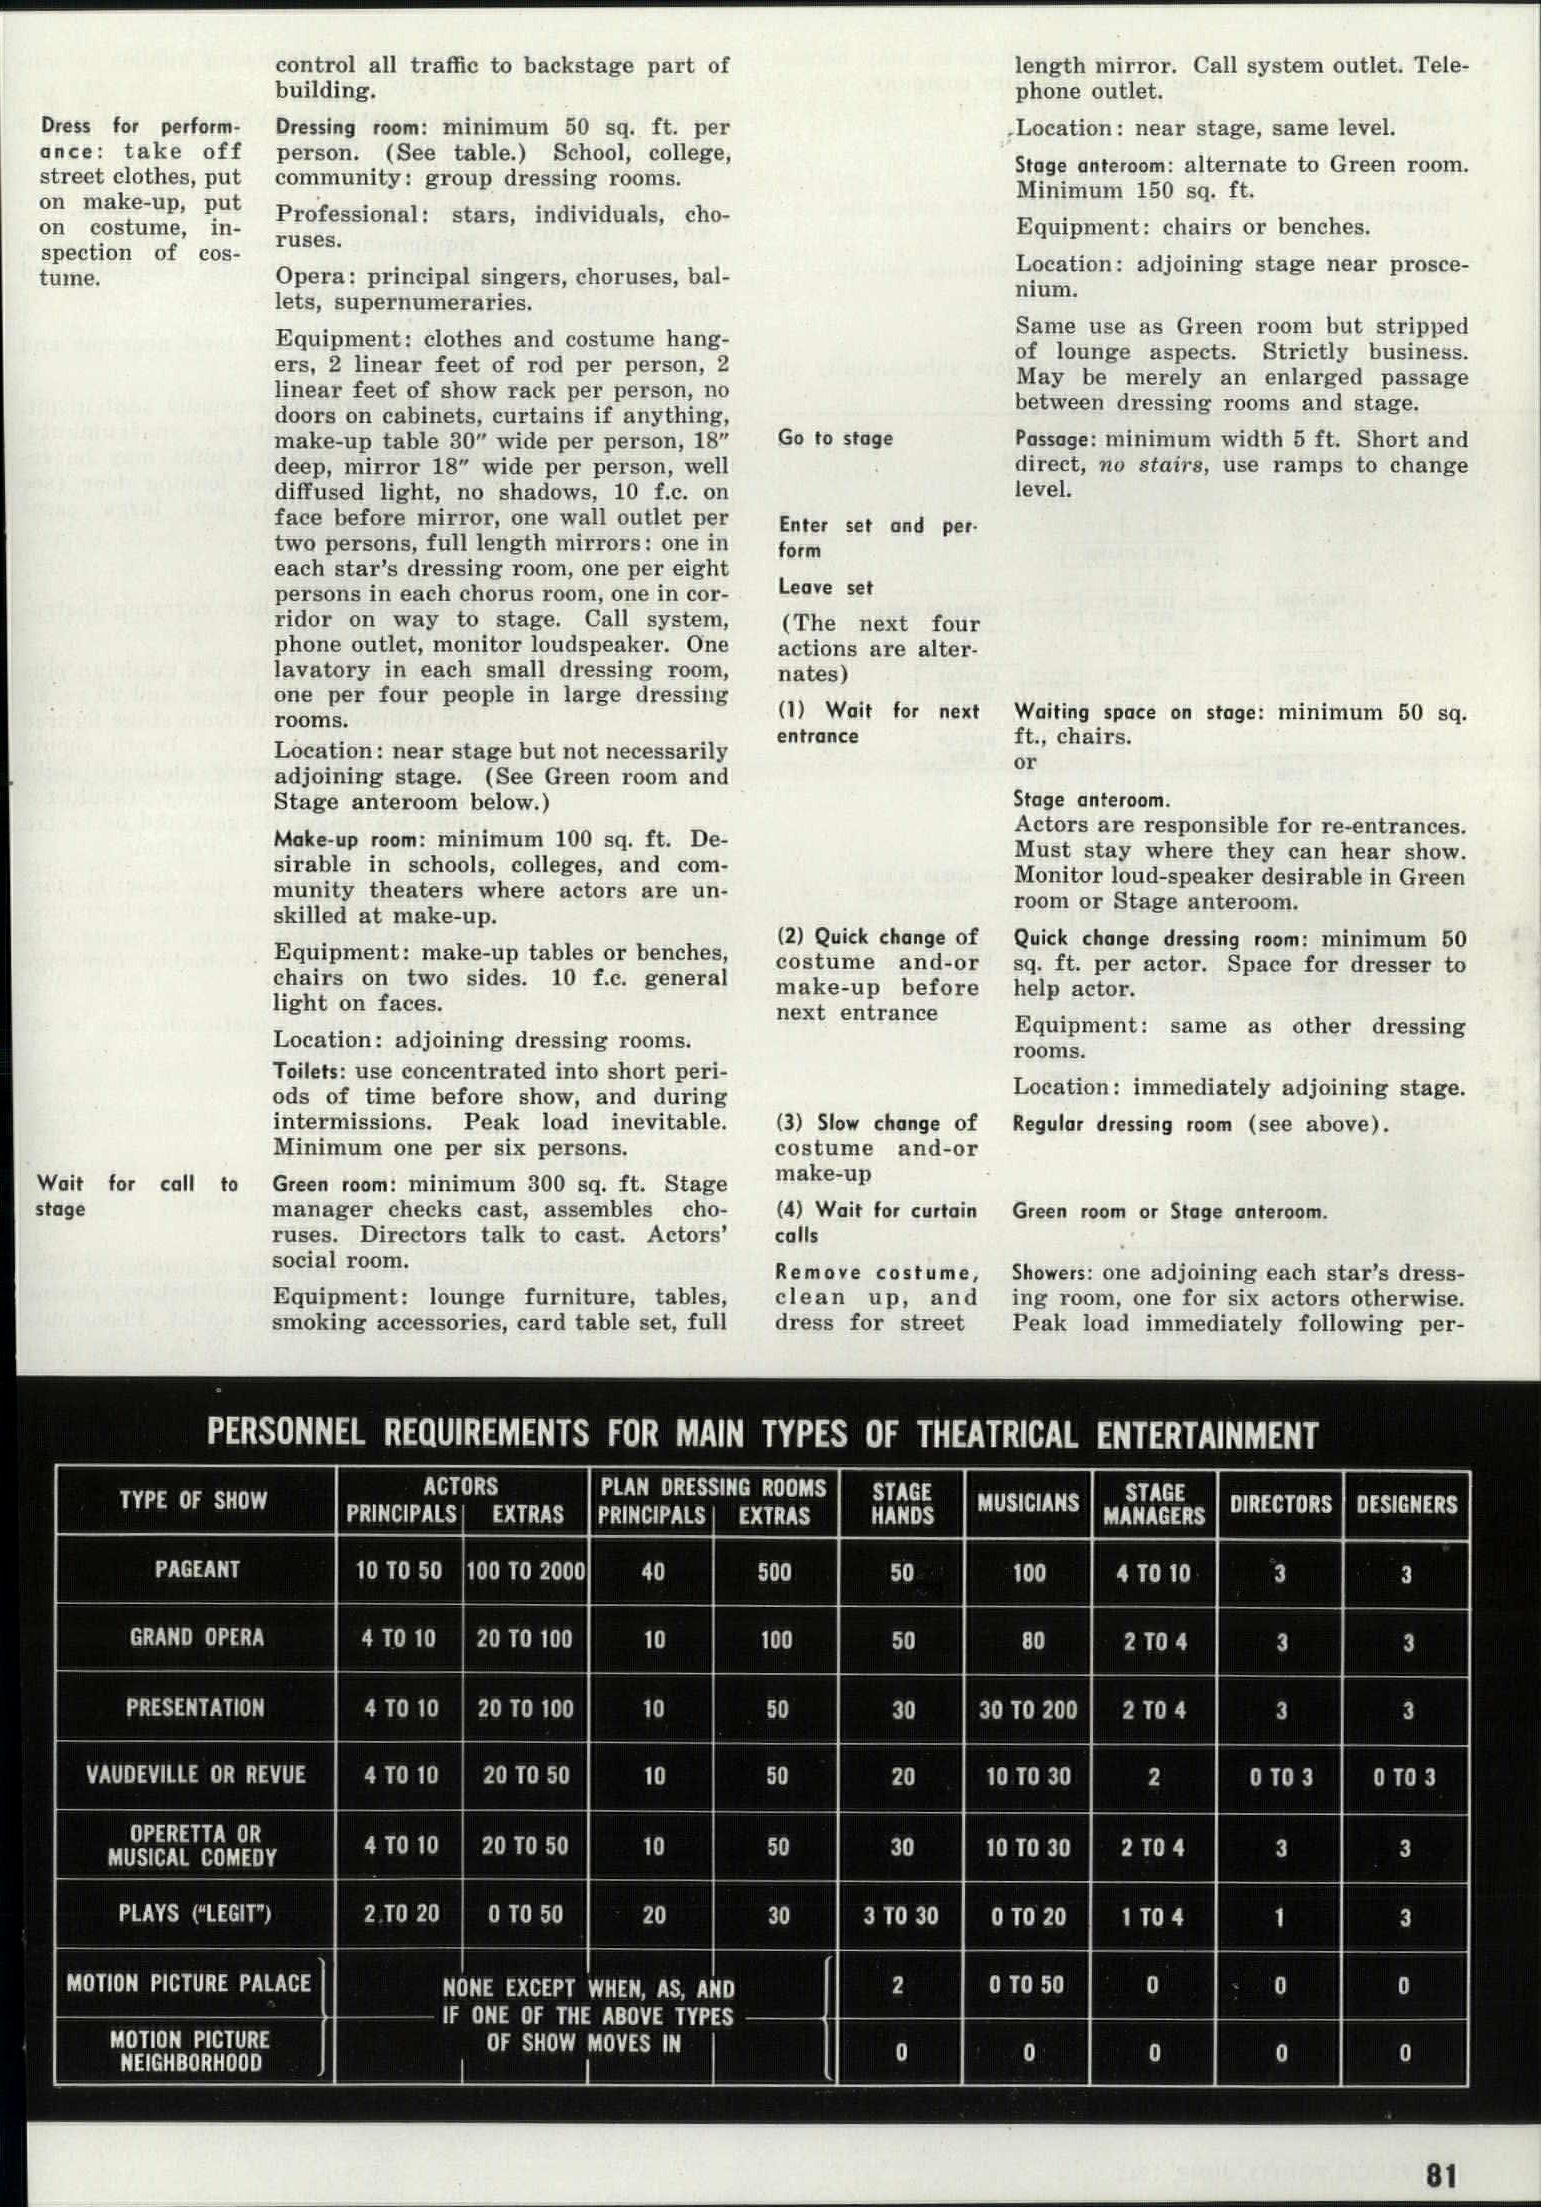 control all traffic to backstage part of
building.
Dress for perform-
ance: take off
street clothes, put
on make-up, put
on costume, in-
spection of cos-
tume.
Dressing room: minimum 50 sq. ft. per
person. (See table.) School, college,
community: group dressing rooms.
Professional: stars, individuals, cho-
ruses.
Opera: principal singers, choruses, bal-
lets, supernumeraries.
Equipment: clothes and costume hang-
ers, 2 linear feet of rod per person, 2
linear feet of show rack per person, no
doors on cabinets, curtains if anything,
make-up table 30" wide per person, 18"
deep, mirror 18" wide per person, well
diffused light, no shadows, 10 f.c. on
face before mirror, one wall outlet per
two persons, full length mirrors: one in
each star's dressing room, one per eight
persons in each chorus room, one in cor-
ridor on way to stage. Call system,
phone outlet, monitor loudspeaker. One
lavatory in each small dressing room,
one per four people in large dressing
rooms.
Location: near stage but not necessarily
adjoining stage. (See Green room and
Stage anteroom below.)
Make-up room: minimum 100 sq. ft. De-
sirable in schools, colleges, and com-
munity theaters where actors are un-
skilled at make-up.
Equipment: make-up tables or benches,
chairs on two sides. 10 f.c. general
light on faces.
Location: adjoining dressing rooms.
Toilets: use concentrated into short peri-
ods of time before show, and during
intermissions. Peak load inevitable.
Minimum one per six persons.
Wait for call to
stage
Green room: minimum 300 sq. ft. Stage
manager checks cast, assembles cho-
ruses. Directors talk to cast. Actors'
social room.
Equipment: lounge furniture, tables,
smoking accessories, card table set, full
length mirror. Call system outlet. Tele-
phone outlet.
Location: near stage, same level.
Stage anteroom: alternate to Green room.
Minimum 150 sq. ft.
Equipment: chairs or benches.
Location: adjoining stage near prosce-
nium.
Same use as Green room but stripped
of lounge aspects. Strictly business.
May be merely an enlarged passage
between dressing rooms and stage.
Go to stage
Passage: minimum width 5 ft. Short and
direct, no stairs, use ramps to change
level.
Enter set and per-
form
Leave set
(The next four
actions are alter-
nates)
(1) Wait for next
entrance
Waiting space on stage: minimum 50 sq.
ft., chairs.
or
Stage anteroom.
Actors are responsible for re-entrances.
Must stay where they can hear show.
Monitor loud-speaker desirable in Green
room or Stage anteroom.
(2) Quick change of
costume and-or
make-up before
next entrance
Quick change dressing room: minimum 50
sq. ft. per actor. Space for dresser to
help actor.
Equipment: same as other dressing
rooms.
Location: immediately adjoining stage.
(3) Slow change of
costume and-or
make-up
Regular dressing room (see above).
(4) Wait for curtain
calls
Green room or Stage anteroom.
Remove costume,
clean up, and
dress for street
Showers: one adjoining each star's dress-
ing room, one for six actors otherwise.
Peak load immediately following per-
PERSONNEL REQUIREMENTS FOR MAIN TYPES OF THEATRICAL ENTERTAINMENT
TYPE OF SHOW ACTORS PLAN DRESSING ROOMS STAGE HANDS MUSICIANS STAGE MANAGERS DIRECTORS DESIGNERS
PRINCIPALS EXTRAS PRINCIPALS EXTRAS
PAGEANT 10 TO 50 100 TO 2000 40 500 50 100 4 TO 10 3 3
GRAND OPERA 4 TO 10 20 TO 100 10 100 50 80 2 TO 4 3 3
PRESENTATION 4 TO 10 20 TO 100 10 50 30 30 TO 200 2 TO 4 3 3
VAUDEVILLE OR REVUE 4 TO 10 20 TO 50 10 50 20 10 TO 30 2 0 TO 3 0 TO 3
OPERETTA OR
MUSICAL COMEDY 4 TO 10 20 TO 50 10 50 30 10 TO 30 2 TO 4 3 3
PLAYS ("LEGIT") 2 TO 20 0 TO 50 20 30 3 TO 30 0 TO 20 1 TO 4 1 3
MOTION PICTURE PALACE 2 0 TO 50 0 0 0
NONE EXCEPT WHEN, AS, AND
IF ONE OF THE ABOVE TYPES
OF SHOW MOVES IN
MOTION PICTURE
NEIGHBORHOOD 0 0 0 0 0
81